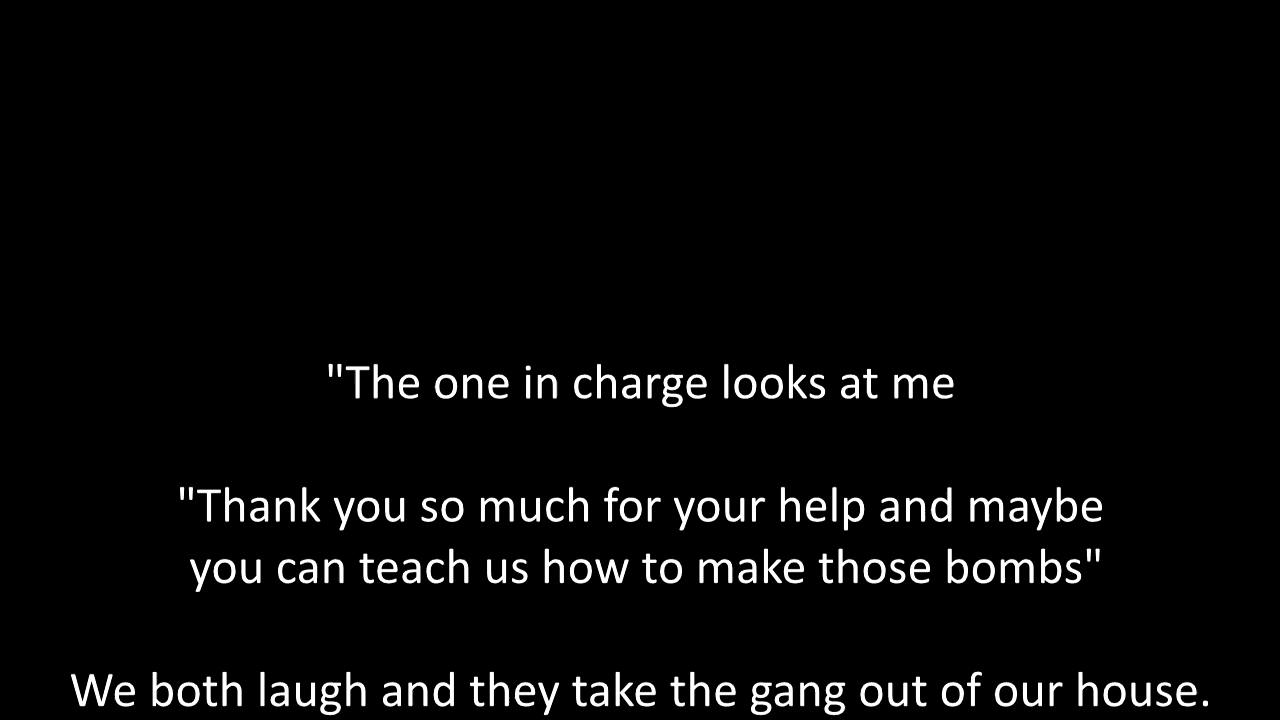 "The one in charge looks at me
"Thank you so much for your help and maybe
you can teach us how to make those bombs"
We both laugh and they take the gang out of our house.